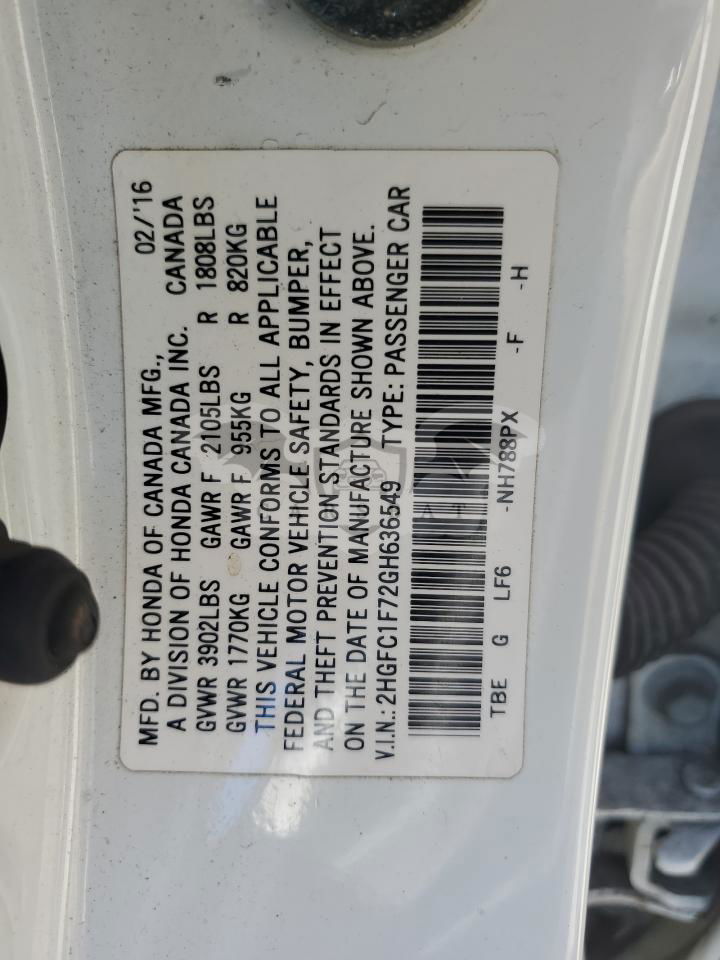 MFD. BY HONDA OF CANADA MFG., 02/'16
A DIVISION OF HONDA CANADA INC. CANADA
GVWR 3902LBS GAWR F 2105LBS R 1808LBS
GVWR 1770KG GAWR F 955KG R 820KG
THIS VEHICLE CONFORMS TO ALL APPLICABLE
FEDERAL MOTOR VEHICLE SAFETY, BUMPER,
AND THEFT PREVENTION STANDARDS IN EFFECT
ON THE DATE OF MANUFACTURE SHOWN ABOVE.
V.I.N.: 2HGFC1F72GH636549 TYPE: PASSENGER CAR
TBE G LF6 -NH788PX -F -H